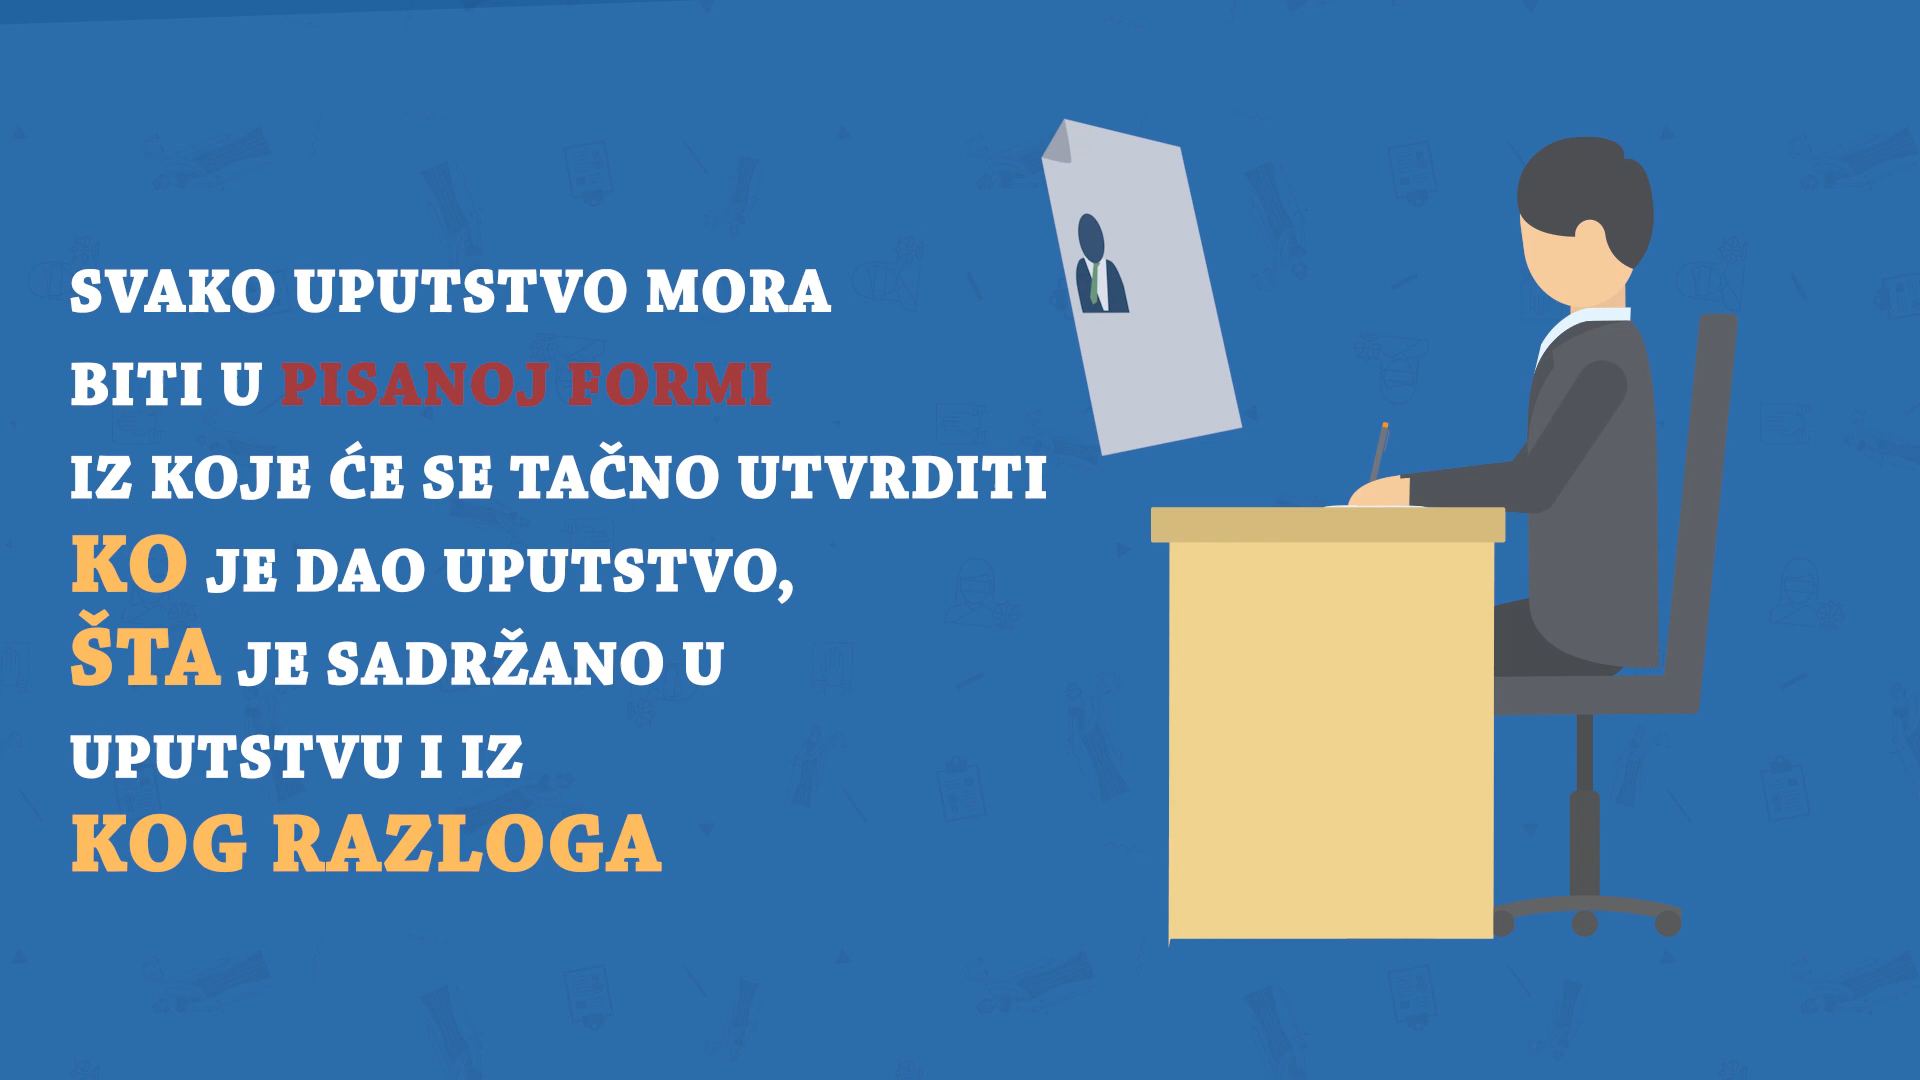 SVAKO UPUTSTVO MORA
BITI U PISANOJ FORMI
IZ KOJE ĆE SE TAČNO UTVRDITI
KO JE DAO UPUTSTVO,
ŠTA JE SADRŽANO U
UPUTSTVU I IZ
KOG RAZLOGA